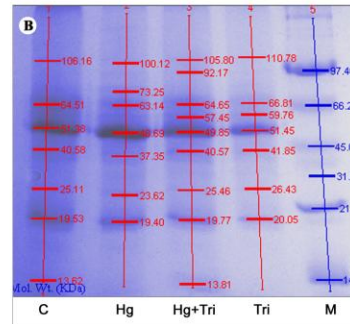 B
1 2 3 4 5
106.16 100.12 105.80 110.78
92.17 97.4
73.25
64.51 63.14 64.65 66.81 66.2
57.45 59.76
48.69 49.85 51.45
40.58 37.35 40.57 41.85 45.
31.
25.11 23.62 25.46 26.43
19.53 19.40 19.77 20.05 21.
13.62 13.81 14
Mol. Wt. (KDa)
C Hg Hg+Tri Tri M